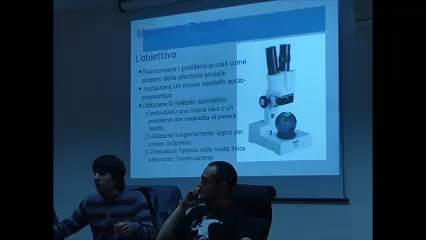 L'obiettivo
Riconoscere i problemi sociali come
sintomi della struttura sociale
Instaurare un nuovo modello socio-
economico
Utilizzare il metodo scientifico
1.Individuo una nuova idea o un
problema che necessita di essere
risolto,
2.utilizzare il ragionamento logico per
creare un'ipotesi,
3.Dimostrare l'ipotesi nella realtà fisica
attraverso l'osservazione